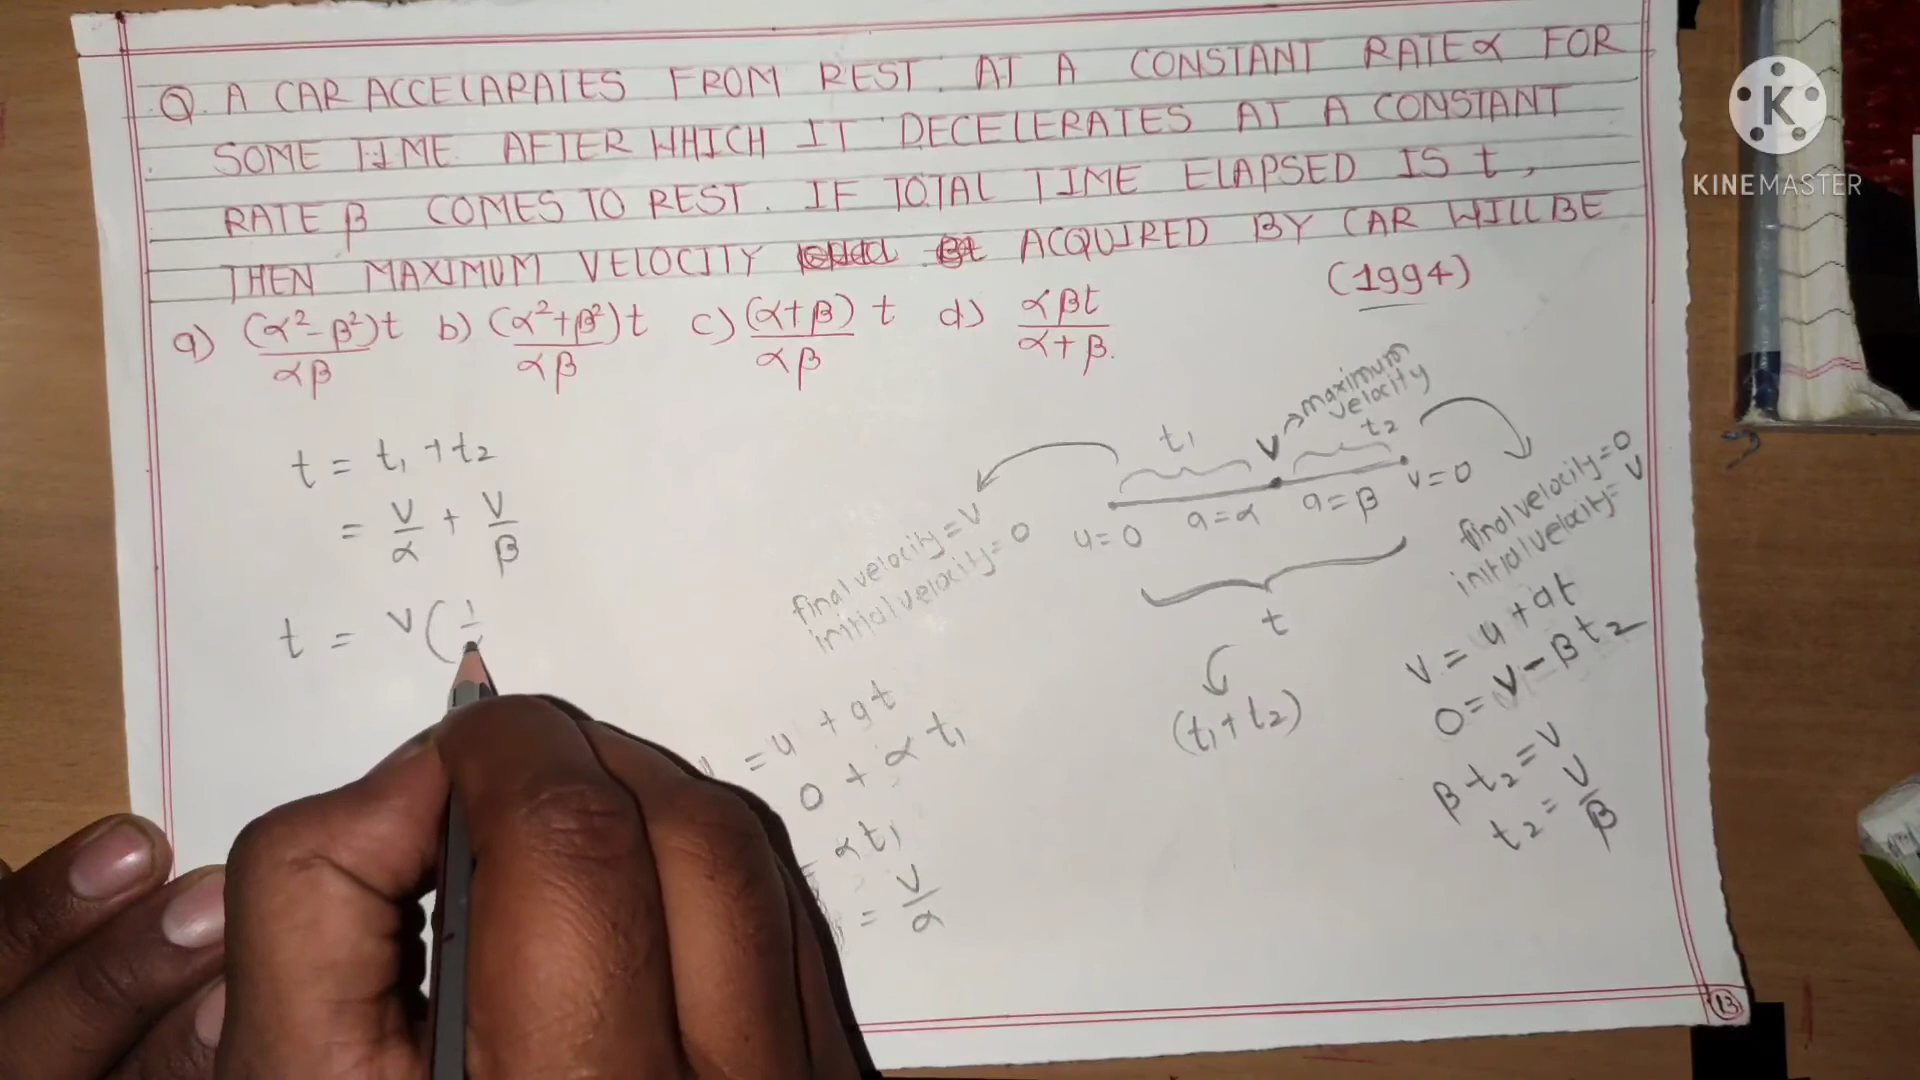 Q. A CAR ACCELARATES FROM REST. AT A CONSTANT RATE α FOR
SOME TIME AFTER WHICH IT DECELERATES AT A CONSTANT
RATE β COMES TO REST. IF TOTAL TIME ELAPSED IS t,
THEN MAXIMUM VELOCITY ACQUIRED BY CAR WILL BE
(1994)
a) (α²-β²)t/αβ b) (α²+β²)t/αβ c) (α+β)t/αβ d) αβt/α+β.
t = t₁ + t₂
= v/α + v/β
t = v(1/
maximum
velocity
t₁ v t₂
u=0 a=α a=β v=0
final velocity = v
initial velocity = 0
t
(t₁+t₂)
final velocity=0
initial velocity= v
v = u + at
0 = v - βt₂
βt₂ = v
t₂ = v/β
= u + at
0 + αt₁
αt₁
= v/α
13
K
KINEMASTER